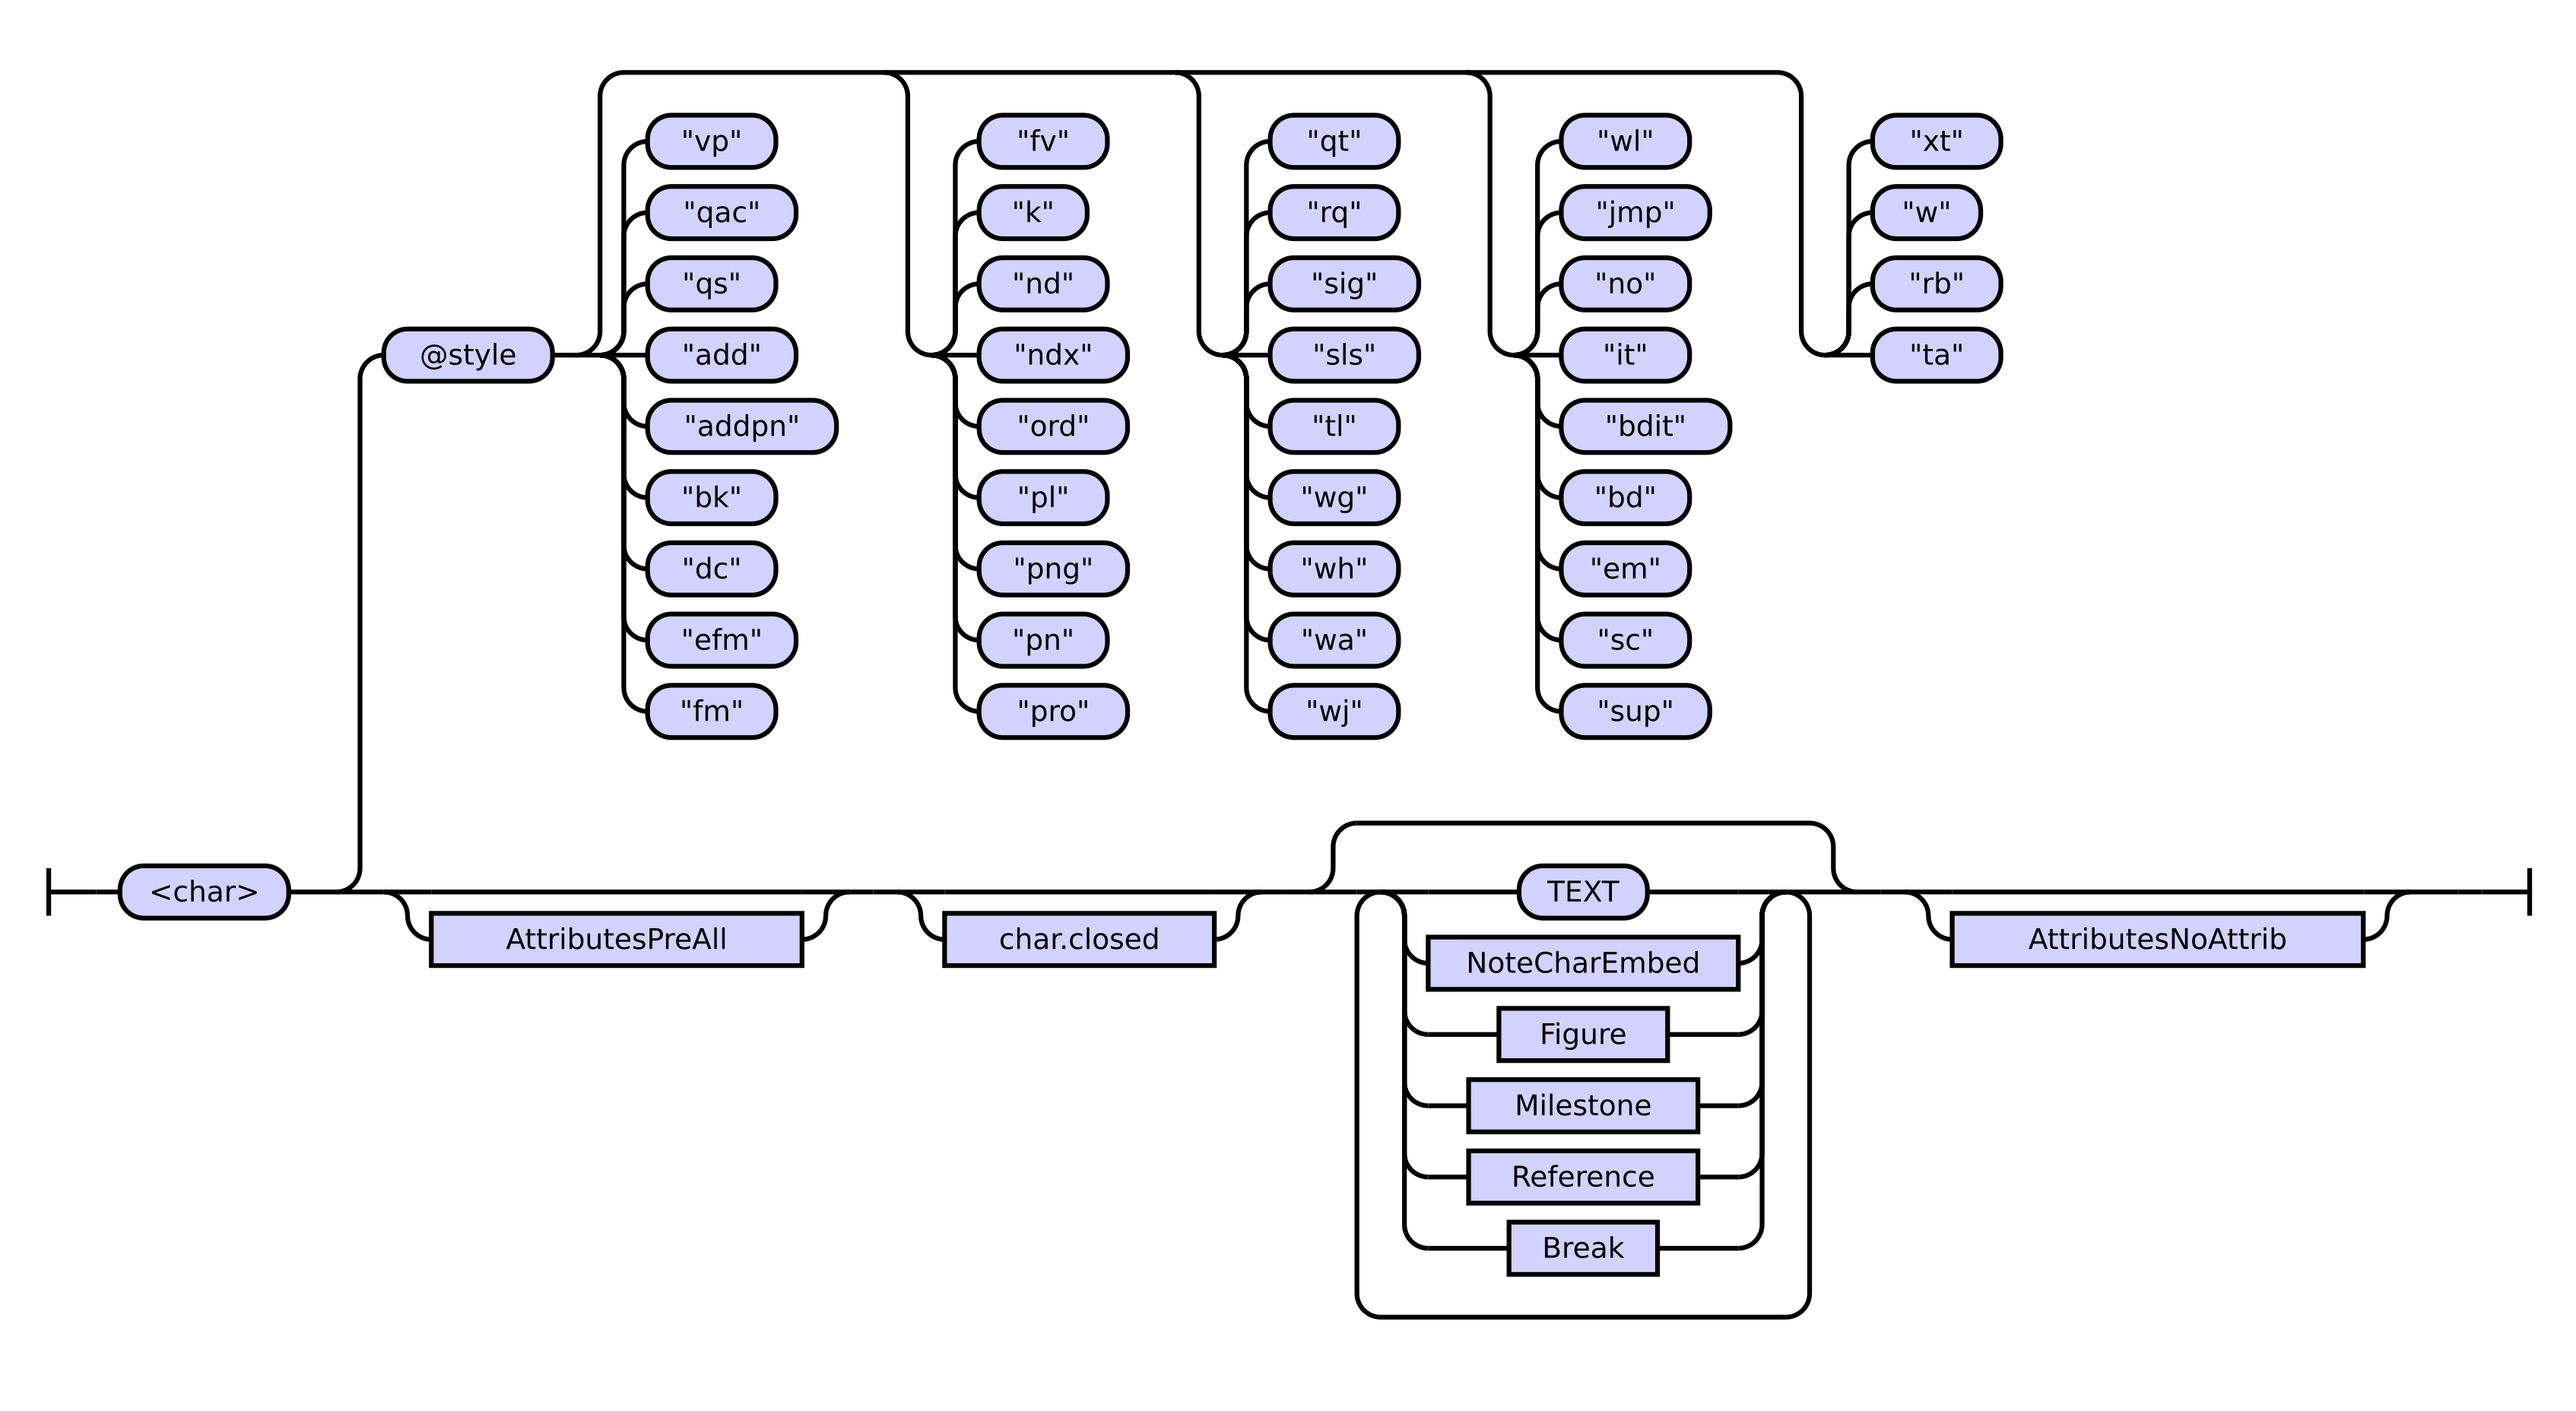 "vp" "fv" "qt" "wl" "xt"
"qac" "k" "rq" "jmp" "w"
"qs" "nd" "sig" "no" "rb"
@style "add" "ndx" "sls" "it" "ta"
"addpn" "ord" "tl" "bdit"
"bk" "pl" "wg" "bd"
"dc" "png" "wh" "em"
"efm" "pn" "wa" "sc"
"fm" "pro" "wj" "sup"
<char> TEXT
AttributesPreAll char.closed AttributesNoAttrib
NoteCharEmbed
Figure
Milestone
Reference
Break